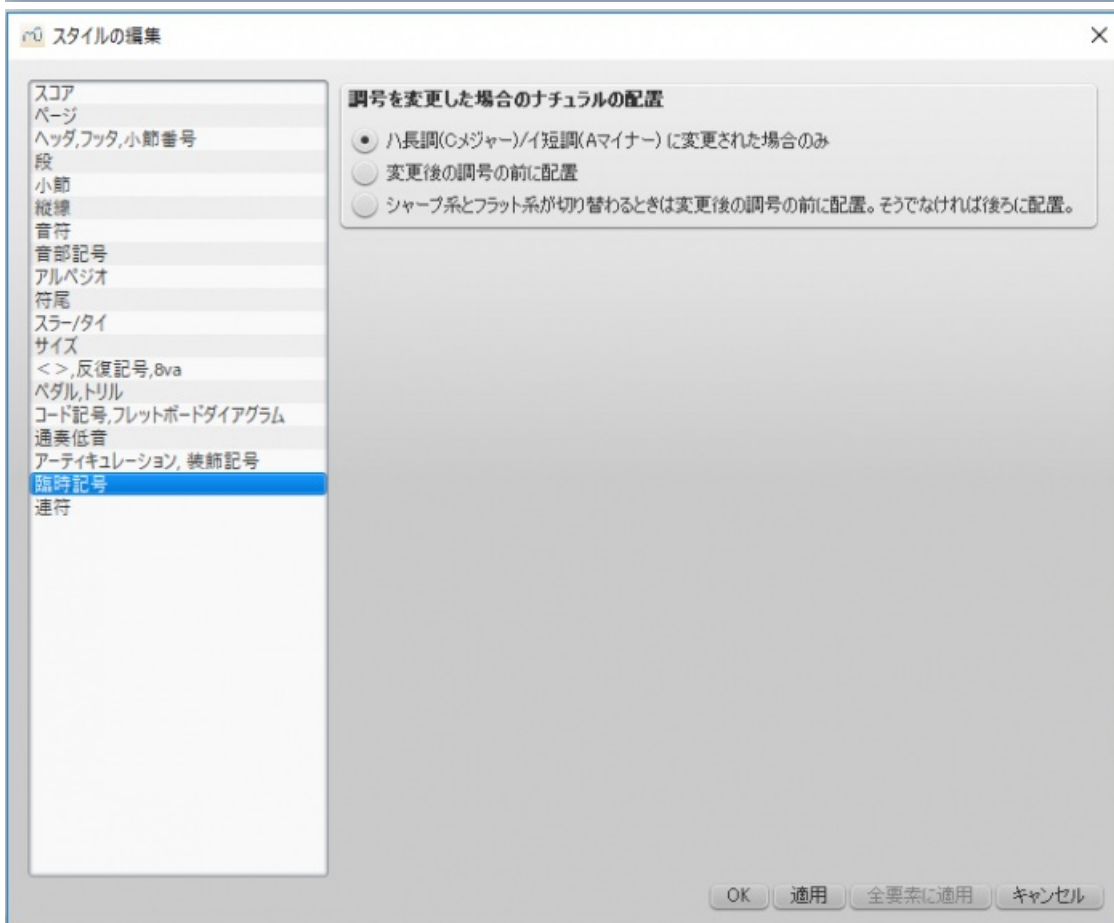 スタイルの編集
スコア
ページ
ヘッダ,フッタ,小節番号
段
小節
縦線
音符
音部記号
アルペジオ
符尾
スラー/タイ
サイズ
<>,反復記号,8va
ペダル,トリル
コード記号,フレットボードダイアグラム
通奏低音
アーティキュレーション, 装飾記号
臨時記号
連符
調号を変更した場合のナチュラルの配置
ハ長調(Cメジャー)/イ短調(Aマイナー) に変更された場合のみ
変更後の調号の前に配置
シャープ系とフラット系が切り替わるときは変更後の調号の前に配置。そうでなければ後ろに配置。
OK 適用 全要素に適用 キャンセル